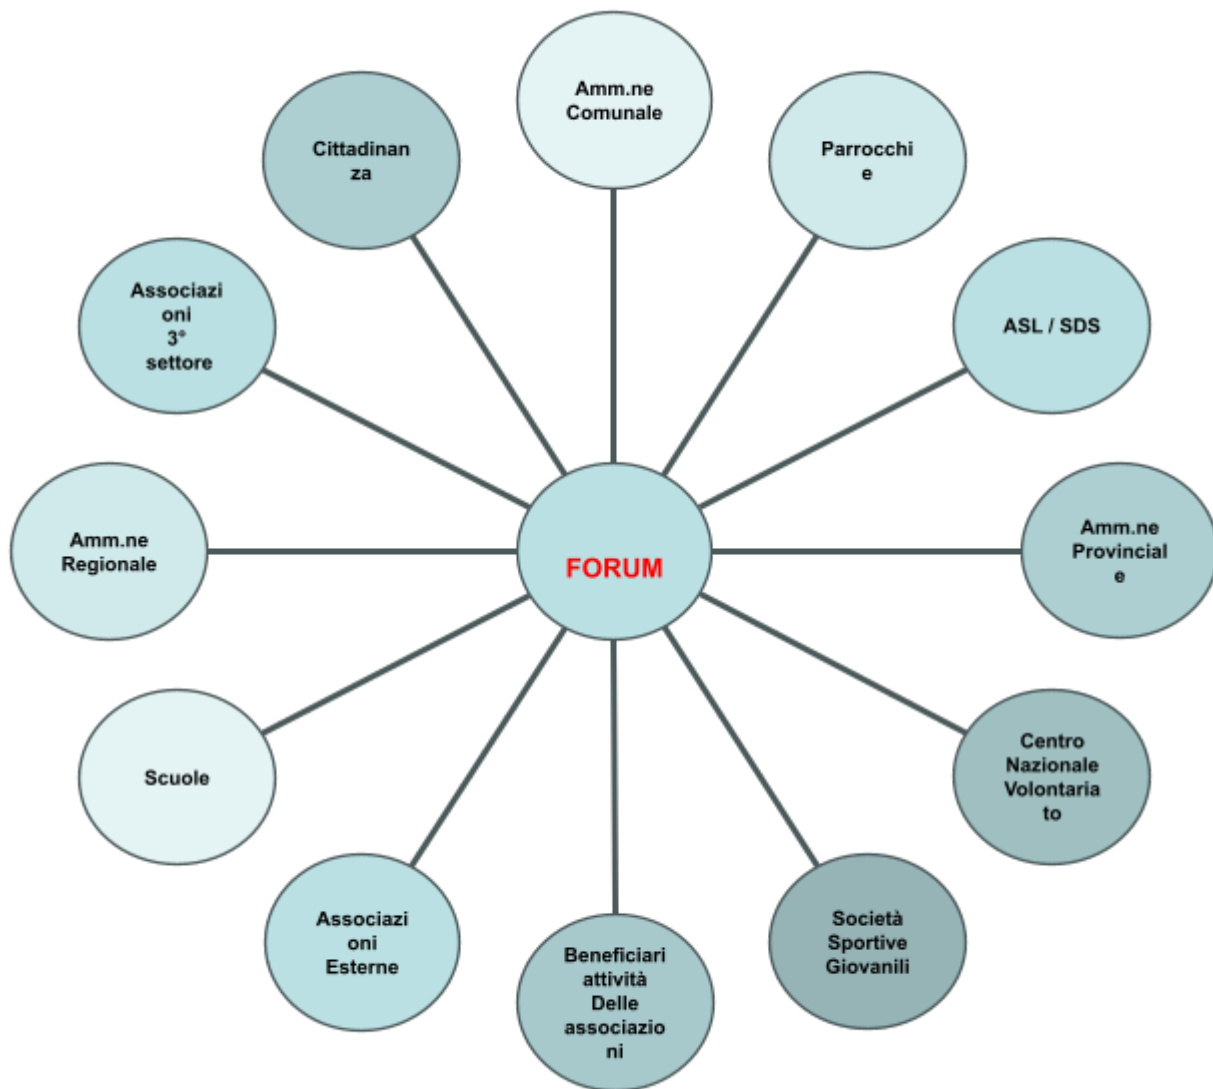 Amm.ne
Comunale
Parrocchi
e
ASL / SDS
Amm.ne
Provincial
e
Centro
Nazionale
Volontaria
to
Società
Sportive
Giovanili
Beneficiari
attività
Delle
associazio
ni
Associazi
oni
Esterne
Scuole
Amm.ne
Regionale
Associazi
oni
3°
settore
Cittadinan
za
FORUM